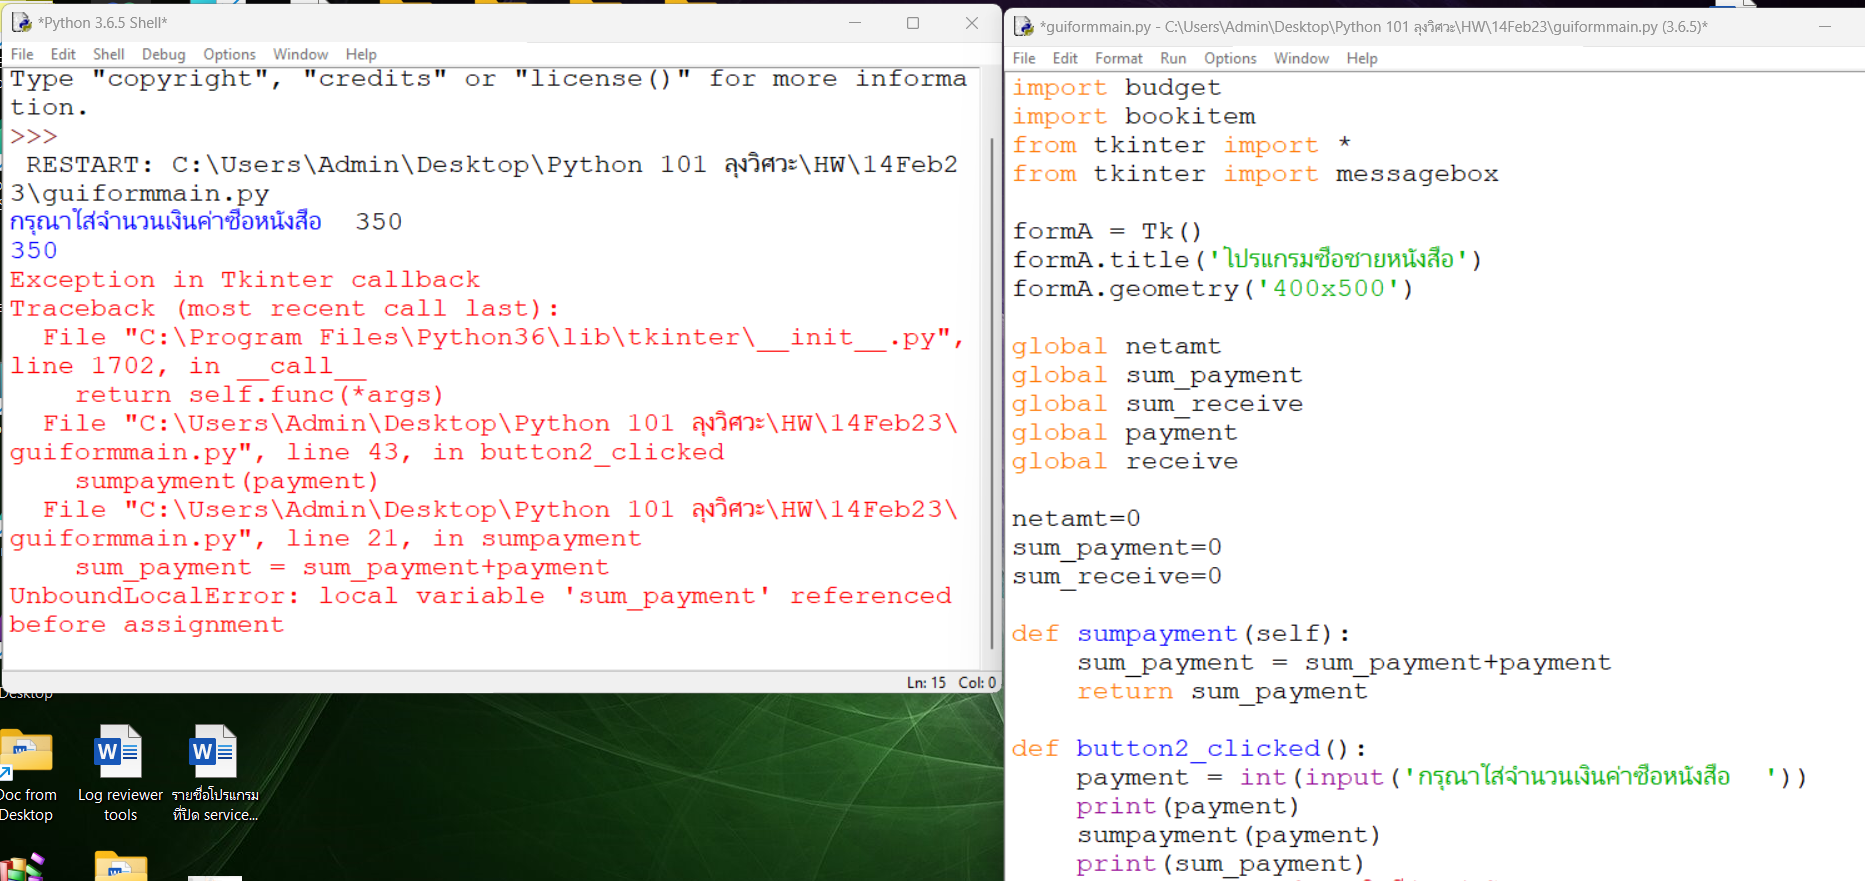 *Python 3.6.5 Shell*
File Edit Shell Debug Options Window Help
Type "copyright", "credits" or "license()" for more informa
tion.
>>>
 RESTART: C:\Users\Admin\Desktop\Python 101 ลุงวิศวะ\HW\14Feb2
3\guiformmain.py
กรุณาใส่จำนวนเงินค่าซื้อหนังสือ  350
350
Exception in Tkinter callback
Traceback (most recent call last):
  File "C:\Program Files\Python36\lib\tkinter\__init__.py",
line 1702, in __call__
    return self.func(*args)
  File "C:\Users\Admin\Desktop\Python 101 ลุงวิศวะ\HW\14Feb23\
guiformmain.py", line 43, in button2_clicked
    sumpayment(payment)
  File "C:\Users\Admin\Desktop\Python 101 ลุงวิศวะ\HW\14Feb23\
guiformmain.py", line 21, in sumpayment
    sum_payment = sum_payment+payment
UnboundLocalError: local variable 'sum_payment' referenced
before assignment
Ln: 15 Col: 0
Desktop
Doc from
Desktop
Log reviewer
tools
รายชื่อโปรแกรม
ที่ปิด service...
*guiformmain.py - C:\Users\Admin\Desktop\Python 101 ลุงวิศวะ\HW\14Feb23\guiformmain.py (3.6.5)*
File Edit Format Run Options Window Help
import budget
import bookitem
from tkinter import *
from tkinter import messagebox
formA = Tk()
formA.title('โปรแกรมซื้อขายหนังสือ')
formA.geometry('400x500')
global netamt
global sum_payment
global sum_receive
global payment
global receive
netamt=0
sum_payment=0
sum_receive=0
def sumpayment(self):
    sum_payment = sum_payment+payment
    return sum_payment
def button2_clicked():
    payment = int(input('กรุณาใส่จำนวนเงินค่าซื้อหนังสือ  '))
    print(payment)
    sumpayment(payment)
    print(sum_payment)